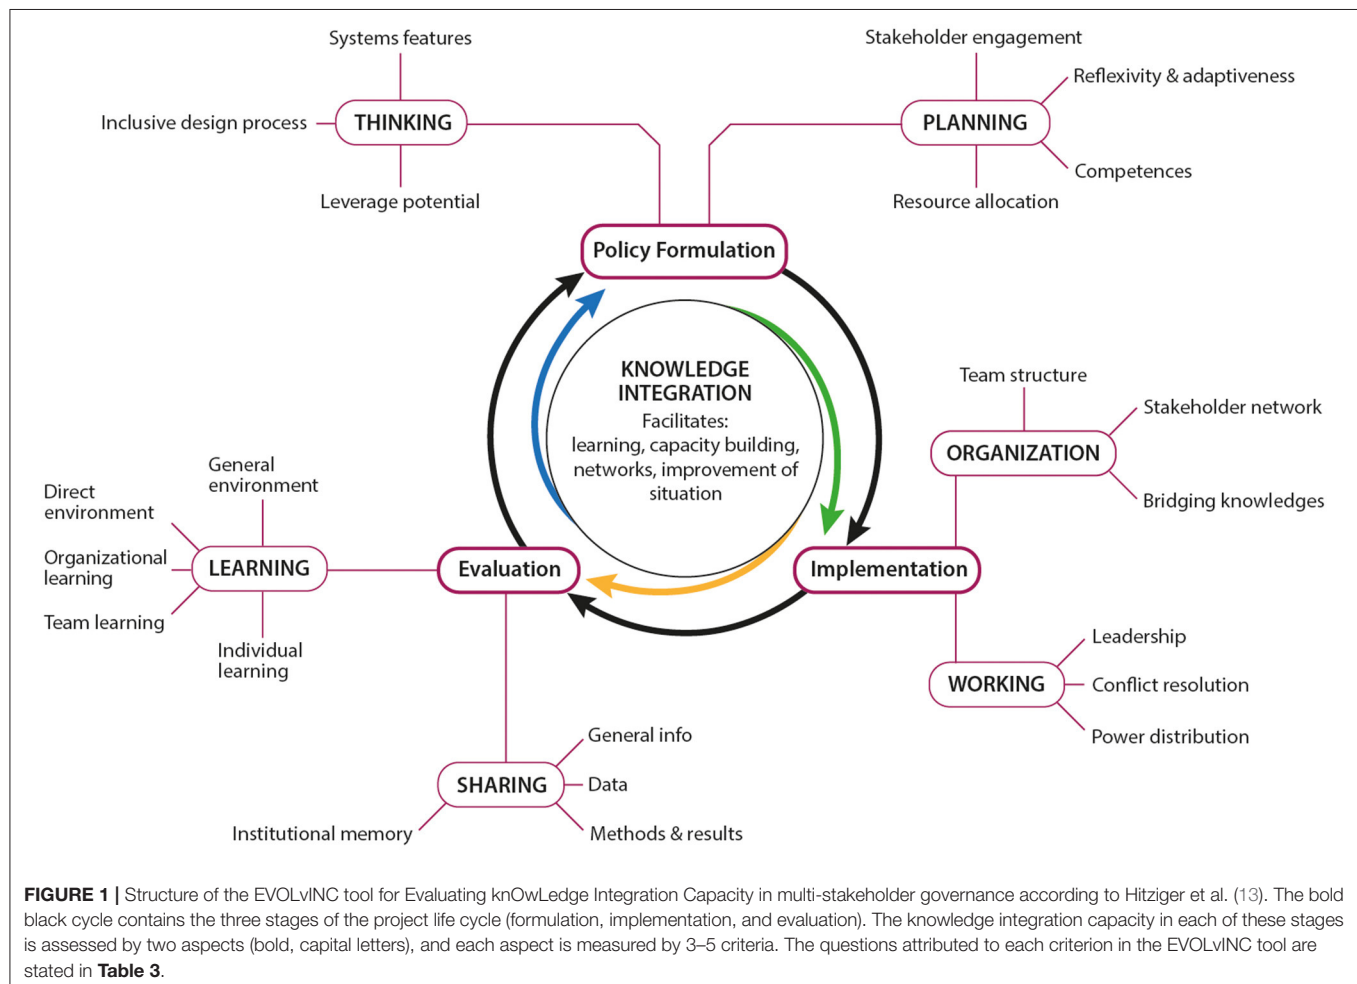 Systems features
Inclusive design process
THINKING
Leverage potential
Stakeholder engagement
Reflexivity & adaptiveness
PLANNING
Competences
Resource allocation
Policy Formulation
KNOWLEDGE
INTEGRATION
Facilitates:
learning, capacity building,
networks, improvement of
situation
Team structure
Stakeholder network
ORGANIZATION
Bridging knowledges
General
environment
Direct
environment
Organizational
learning
LEARNING
Team learning
Individual
learning
Evaluation
Implementation
Leadership
WORKING
Conflict resolution
Power distribution
General info
SHARING
Data
Institutional memory
Methods & results
FIGURE 1 | Structure of the EVOLvINC tool for Evaluating knOwLedge Integration Capacity in multi-stakeholder governance according to Hitziger et al. (13). The bold
black cycle contains the three stages of the project life cycle (formulation, implementation, and evaluation). The knowledge integration capacity in each of these stages
is assessed by two aspects (bold, capital letters), and each aspect is measured by 3–5 criteria. The questions attributed to each criterion in the EVOLvINC tool are
stated in Table 3.